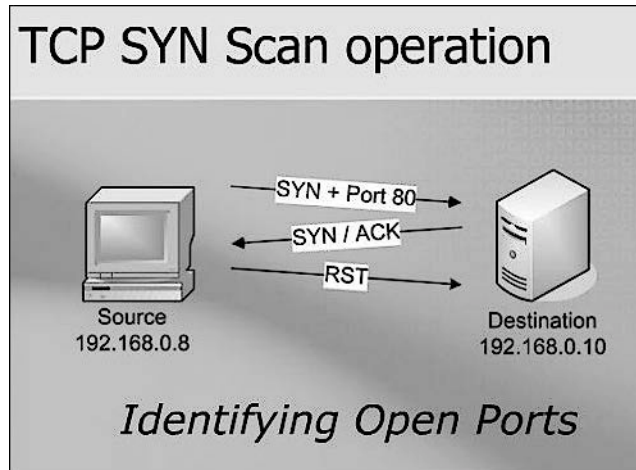 TCP SYN Scan operation
SYN + Port 80
SYN / ACK
RST
Source
192.168.0.8
Destination
192.168.0.10
Identifying Open Ports